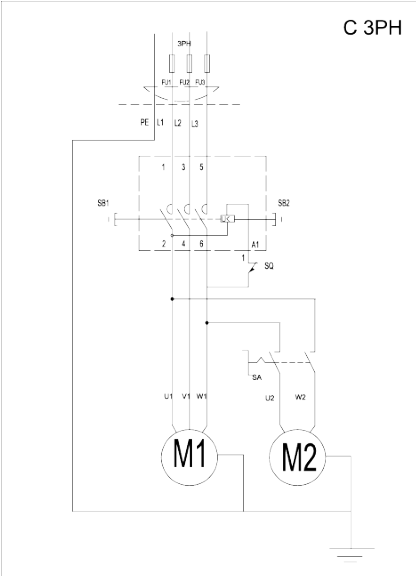 C 3PH
3PH
FU1 FU2 FU3
PE L1 L2 L3
1 3 5
SB1 SB2
2 4 6 A1
1
SQ
SA
U1 V1 W1 U2 W2
M1 M2